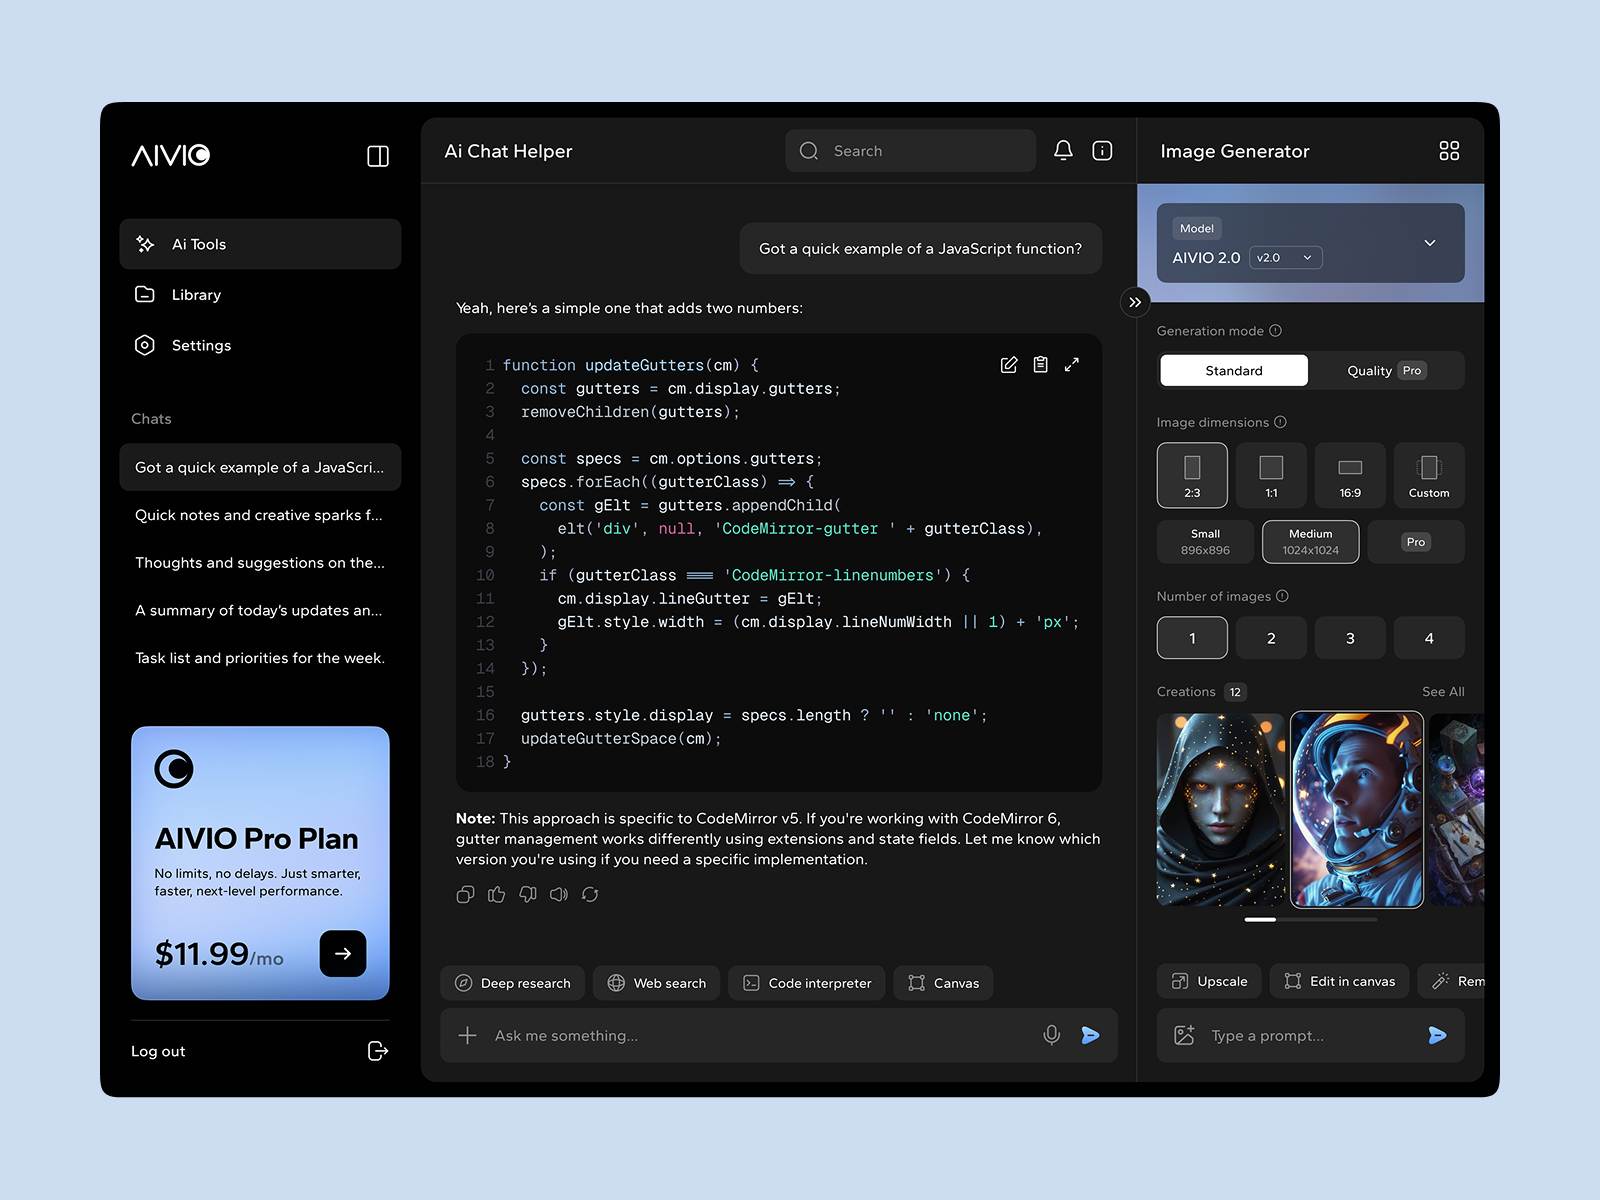 AIVIO
Ai Tools
Library
Settings
Chats
Got a quick example of a JavaScri...
Quick notes and creative sparks f...
Thoughts and suggestions on the...
A summary of today's updates an...
Task list and priorities for the week.
AIVIO Pro Plan
No limits, no delays. Just smarter,
faster, next-level performance.
$11.99/mo
Log out
Ai Chat Helper
Search
Got a quick example of a JavaScript function?
Yeah, here's a simple one that adds two numbers:
1 function updateGutters(cm) {
2   const gutters = cm.display.gutters;
3   removeChildren(gutters);
4
5   const specs = cm.options.gutters;
6   specs.forEach((gutterClass) => {
7     const gElt = gutters.appendChild(
8       elt('div', null, 'CodeMirror-gutter ' + gutterClass),
9     );
10     if (gutterClass === 'CodeMirror-linenumbers') {
11       cm.display.lineGutter = gElt;
12       gElt.style.width = (cm.display.lineNumWidth || 1) + 'px';
13     }
14   });
15
16   gutters.style.display = specs.length ? '' : 'none';
17   updateGutterSpace(cm);
18 }
Note: This approach is specific to CodeMirror v5. If you're working with CodeMirror 6,
gutter management works differently using extensions and state fields. Let me know which
version you're using if you need a specific implementation.
Deep research
Web search
Code interpreter
Canvas
Ask me something...
Image Generator
Model
AIVIO 2.0 v2.0
Generation mode
Standard
Quality Pro
Image dimensions
2:3
1:1
16:9
Custom
Small
896x896
Medium
1024x1024
Pro
Number of images
1
2
3
4
Creations 12
See All
Upscale
Edit in canvas
Rem
Type a prompt...